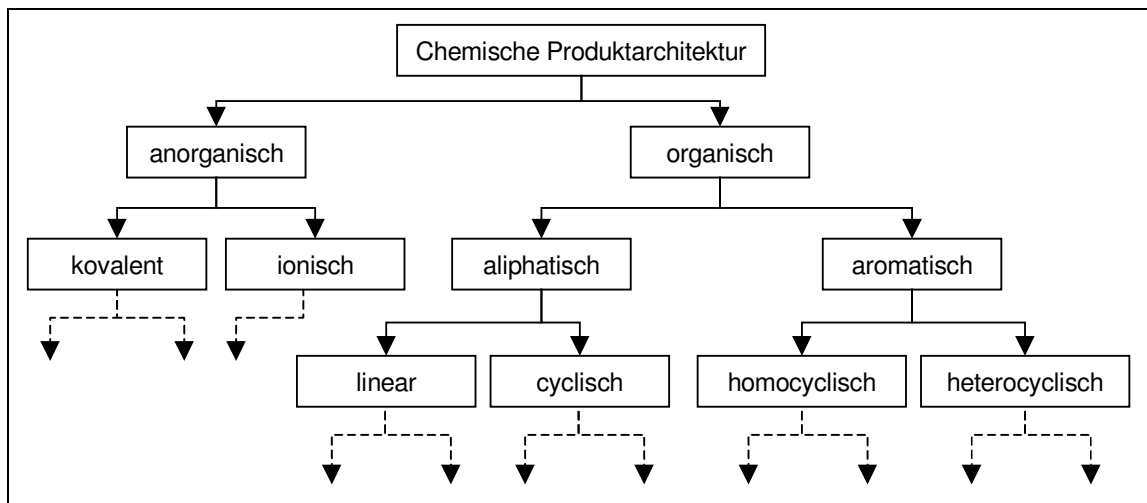 Chemische Produktarchitektur
anorganisch
organisch
kovalent
ionisch
aliphatisch
aromatisch
linear
cyclisch
homocyclisch
heterocyclisch